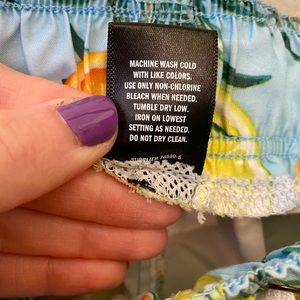 MACHINE WASH COLD
WITH LIKE COLORS.
USE ONLY NON-CHLORINE
BLEACH WHEN NEEDED.
TUMBLE DRY LOW.
IRON ON LOWEST
SETTING AS NEEDED.
DO NOT DRY CLEAN.
SUPPLIER